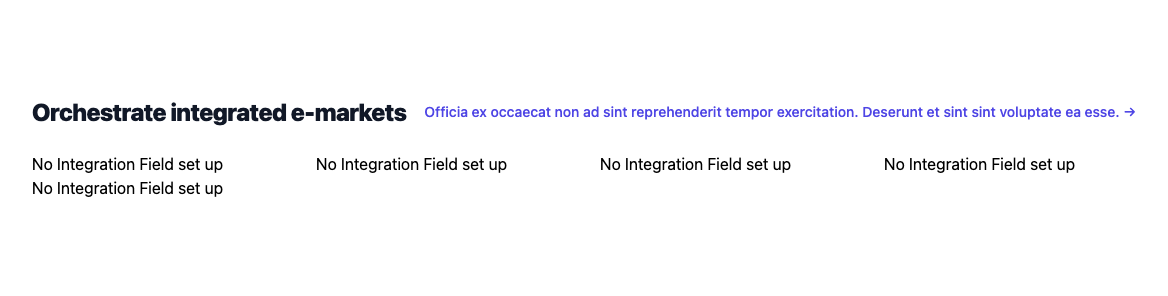 Orchestrate integrated e-markets Officia ex occaecat non ad sint reprehenderit tempor exercitation. Deserunt et sint sint voluptate ea esse. →
No Integration Field set up No Integration Field set up No Integration Field set up No Integration Field set up
No Integration Field set up